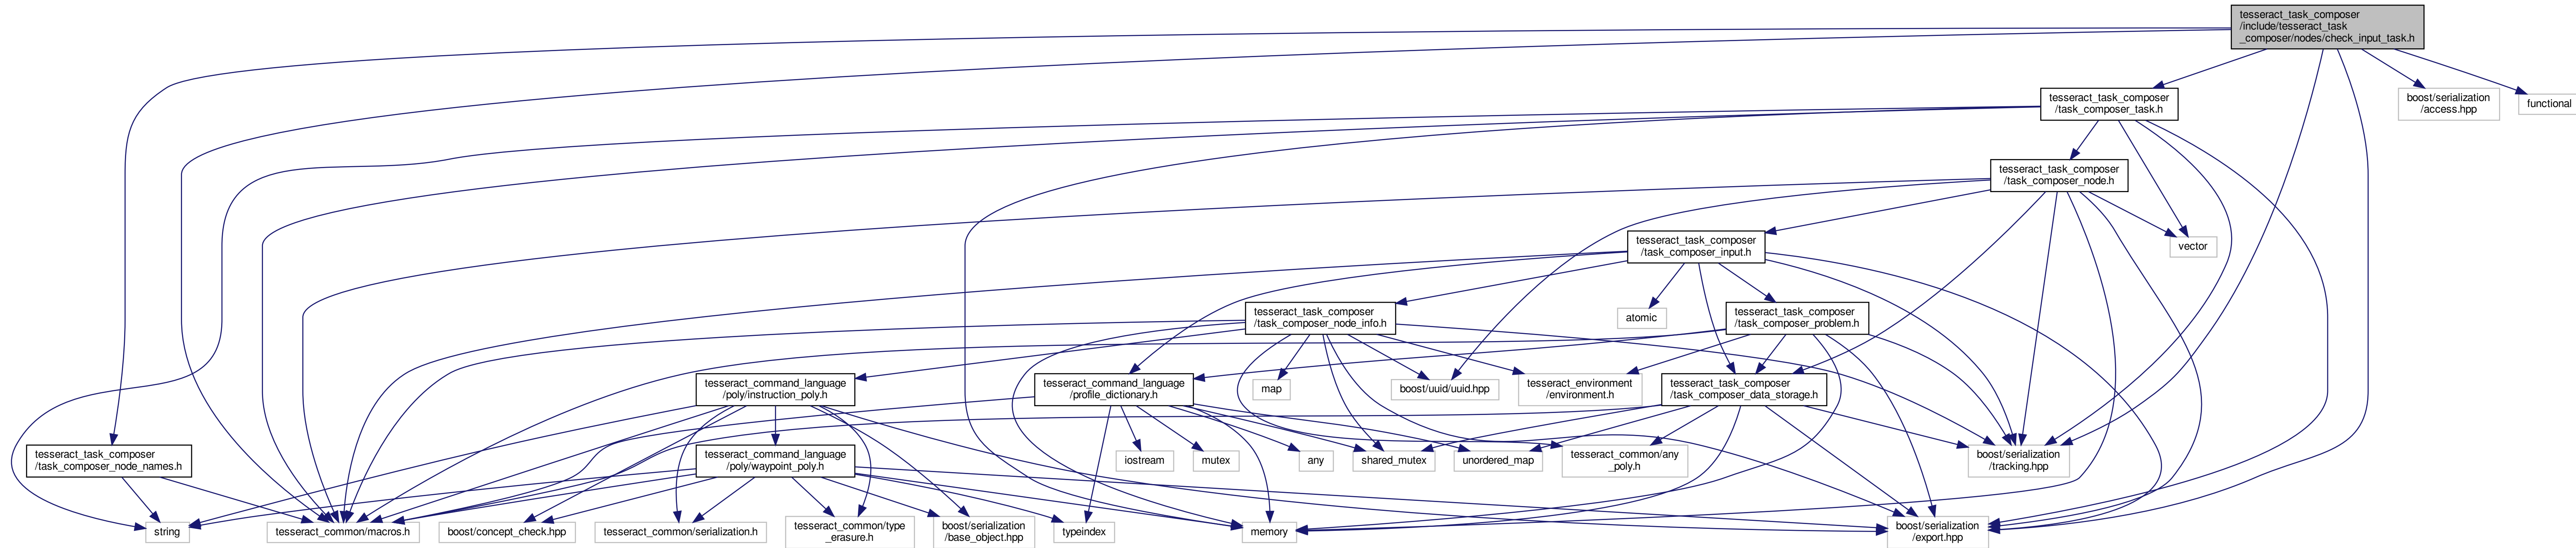 tesseract_task_composer
/include/tesseract_task
_composer/nodes/check_input_task.h
tesseract_task_composer
/task_composer_task.h
boost/serialization
/access.hpp
functional
tesseract_task_composer
/task_composer_node.h
tesseract_task_composer
/task_composer_input.h
vector
tesseract_task_composer
/task_composer_node_info.h
atomic
tesseract_task_composer
/task_composer_problem.h
tesseract_command_language
/poly/instruction_poly.h
tesseract_command_language
/profile_dictionary.h
map
boost/uuid/uuid.hpp
tesseract_environment
/environment.h
tesseract_task_composer
/task_composer_data_storage.h
tesseract_task_composer
/task_composer_node_names.h
tesseract_command_language
/poly/waypoint_poly.h
iostream
mutex
any
shared_mutex
unordered_map
tesseract_common/any
_poly.h
boost/serialization
/tracking.hpp
string
tesseract_common/macros.h
boost/concept_check.hpp
tesseract_common/serialization.h
tesseract_common/type
_erasure.h
boost/serialization
/base_object.hpp
typeindex
memory
boost/serialization
/export.hpp